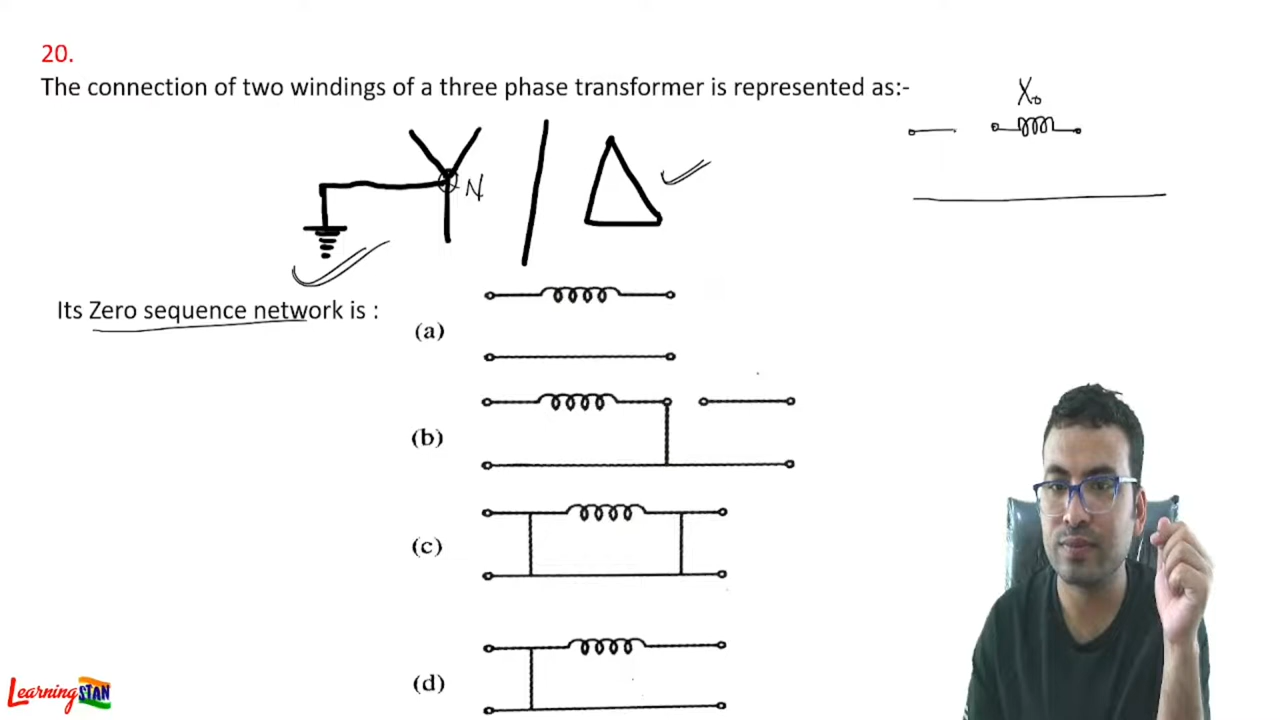 20.
The connection of two windings of a three phase transformer is represented as:-
X₀
N
Its Zero sequence network is :
(a)
(b)
(c)
(d)
LearningSTAN